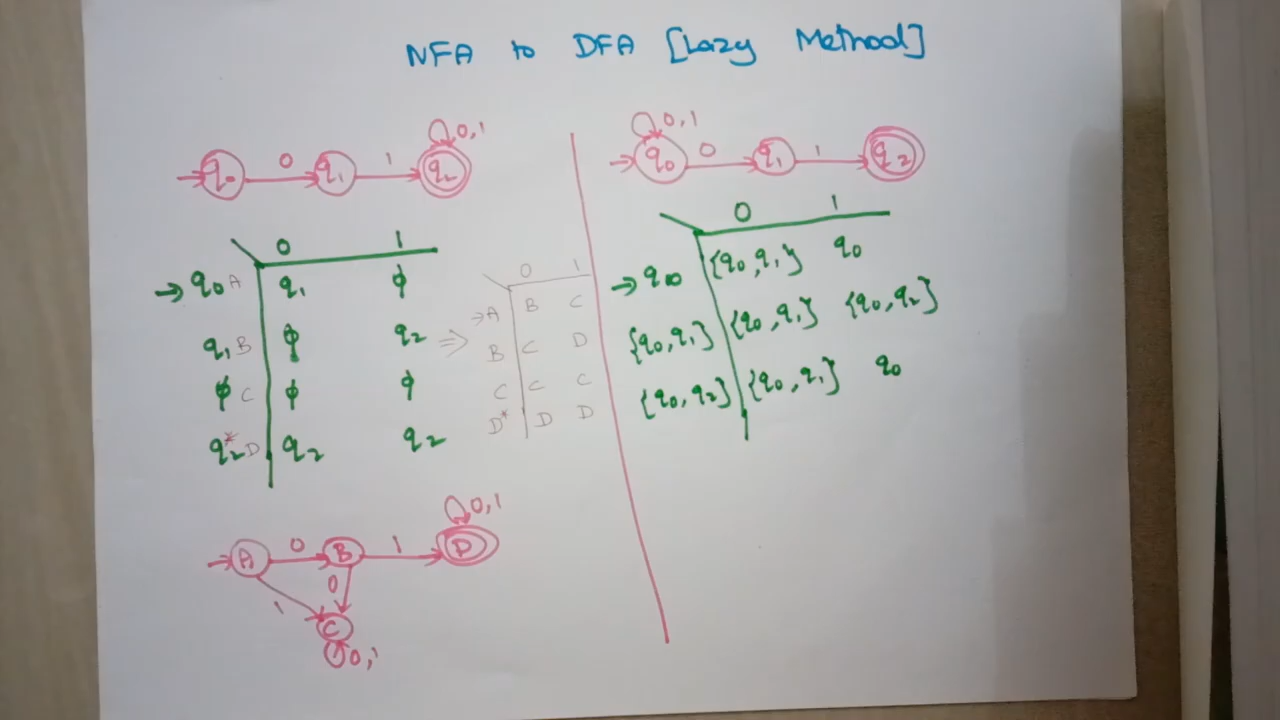 NFA to DFA [Lazy Method]
0,1
q0 0 q1 1 q2
0 1
→ q0 A q1 ϕ
q1 B ϕ q2
ϕ C ϕ ϕ
q2* D q2 q2
⇒
0 1
→A B C
B C D
C C C
D* D D
0,1
A 0 B 1 D
1 0
C
0,1
0,1
q0 0 q1 1 q2
0 1
→ q0 {q0,q1} q0
{q0,q1} {q0,q1} {q0,q2}
{q0,q2} {q0,q1} q0